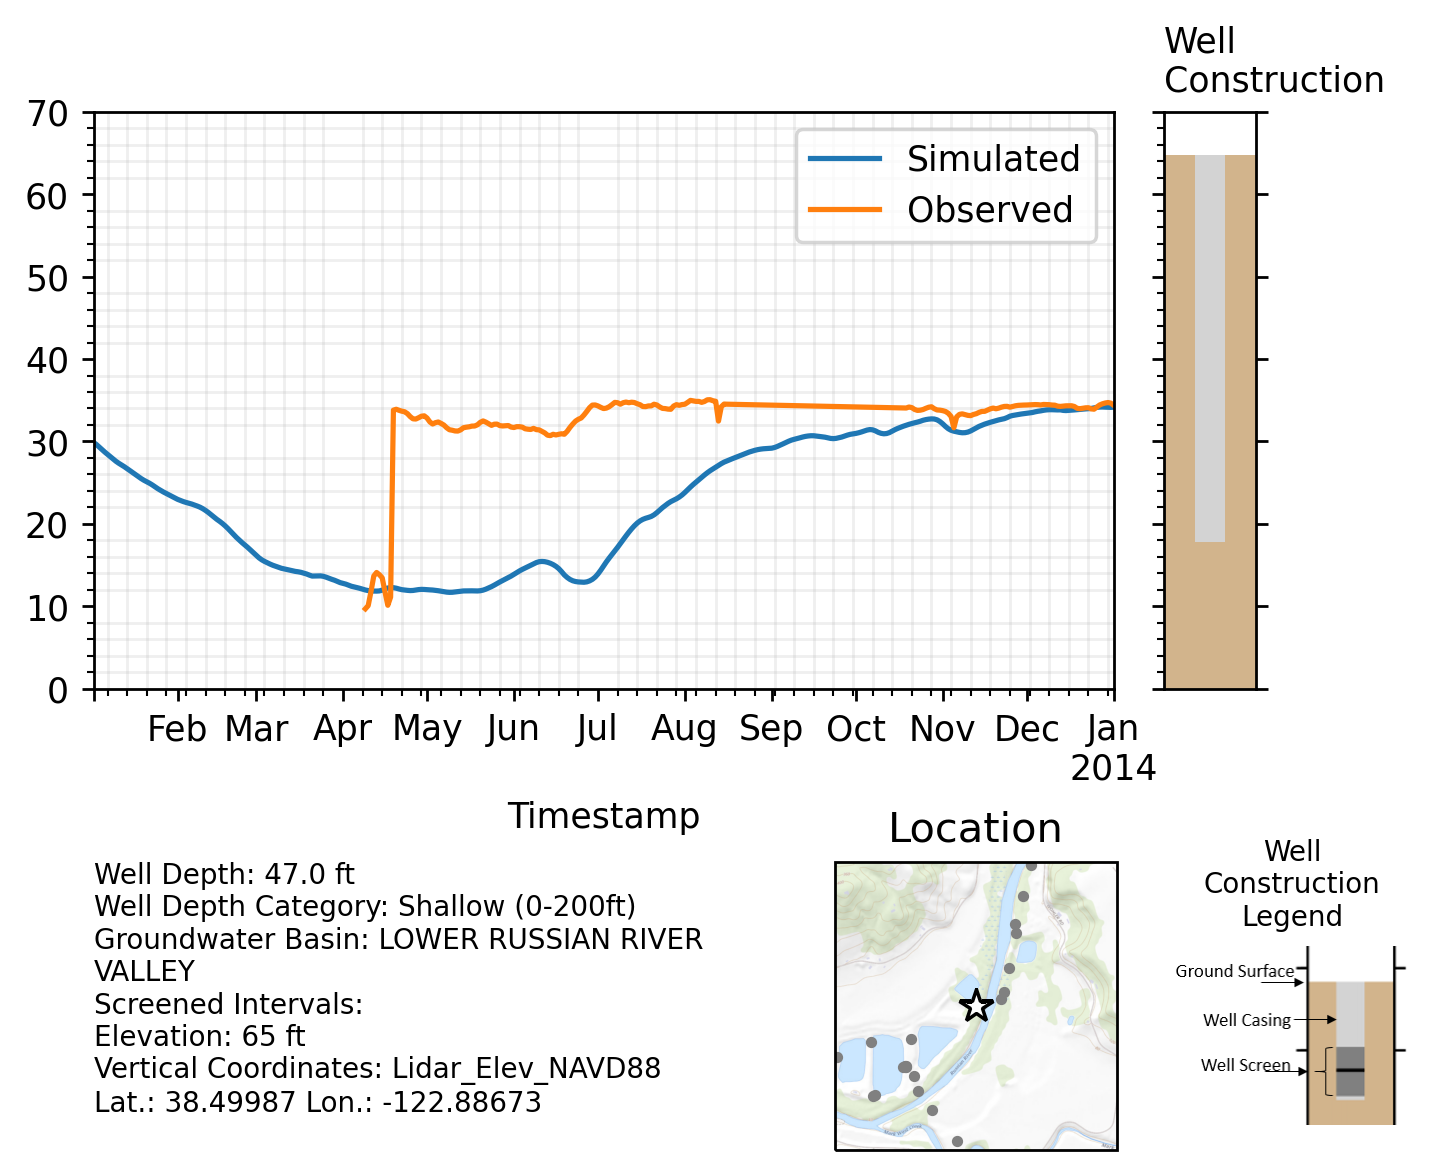 Well
Construction
70
60
50
40
30
20
10
0
Simulated
Observed
Feb Mar Apr May Jun Jul Aug Sep Oct Nov Dec Jan
2014
Timestamp
Well Depth: 47.0 ft
Well Depth Category: Shallow (0-200ft)
Groundwater Basin: LOWER RUSSIAN RIVER
VALLEY
Screened Intervals:
Elevation: 65 ft
Vertical Coordinates: Lidar_Elev_NAVD88
Lat.: 38.49987 Lon.: -122.88673
Location
Well
Construction
Legend
Ground Surface
Well Casing
Well Screen